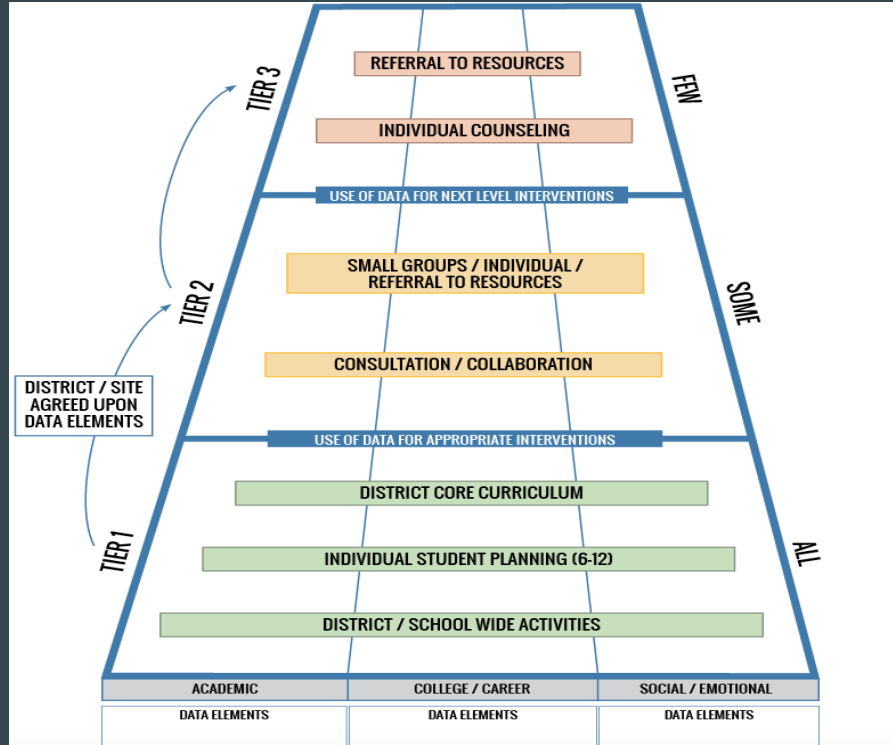 TIER 3
REFERRAL TO RESOURCES
FEW
INDIVIDUAL COUNSELING
USE OF DATA FOR NEXT LEVEL INTERVENTIONS
TIER 2
SMALL GROUPS / INDIVIDUAL /
REFERRAL TO RESOURCES
SOME
CONSULTATION / COLLABORATION
DISTRICT / SITE
AGREED UPON
DATA ELEMENTS
USE OF DATA FOR APPROPRIATE INTERVENTIONS
TIER 1
DISTRICT CORE CURRICULUM
ALL
INDIVIDUAL STUDENT PLANNING (6-12)
DISTRICT / SCHOOL WIDE ACTIVITIES
ACADEMIC
COLLEGE / CAREER
SOCIAL / EMOTIONAL
DATA ELEMENTS
DATA ELEMENTS
DATA ELEMENTS